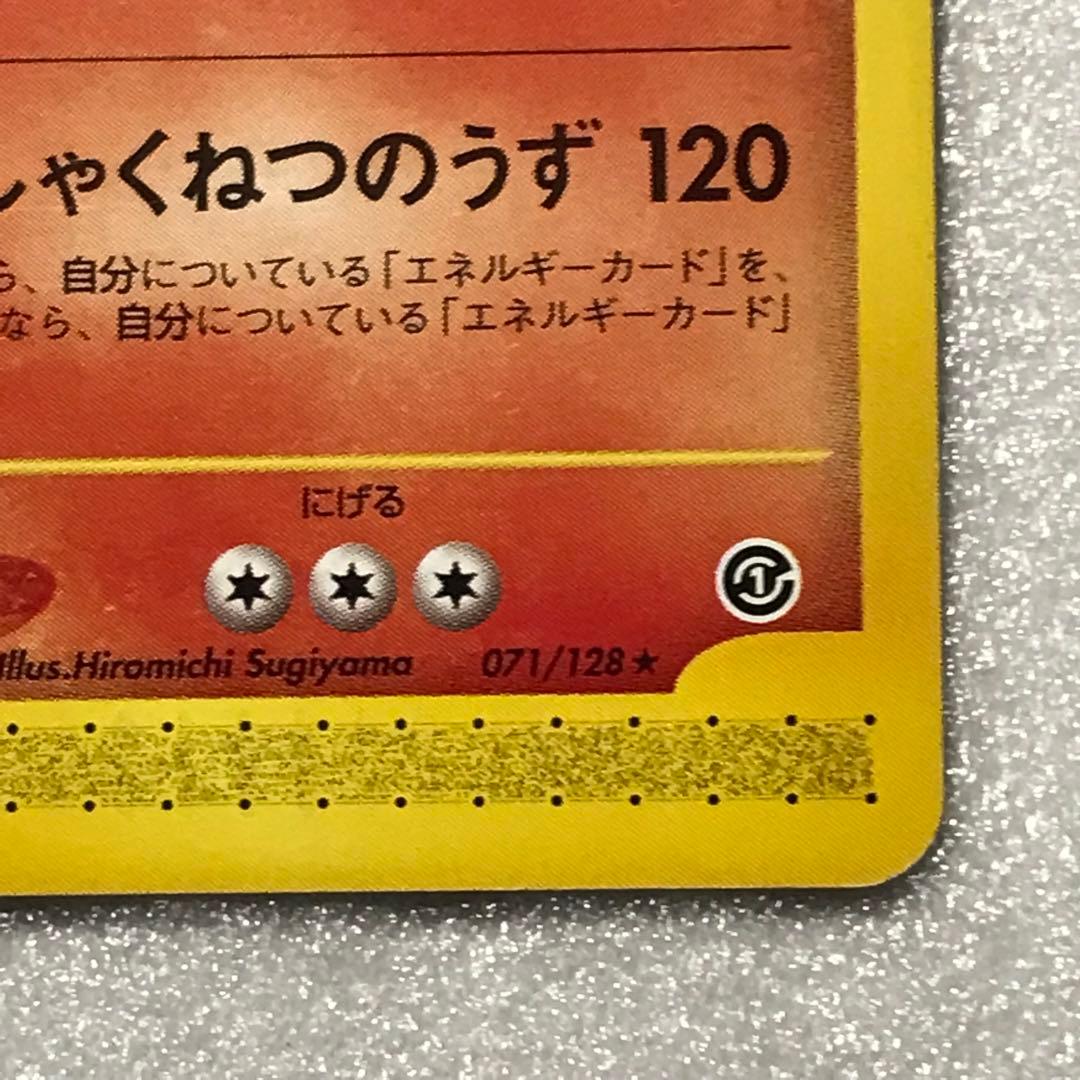 しゃくねつのうず 120
ら、自分についている「エネルギーカード」を、
なら、自分についている「エネルギーカード」
にげる
1
Illus.Hiromichi Sugiyama 071/128★